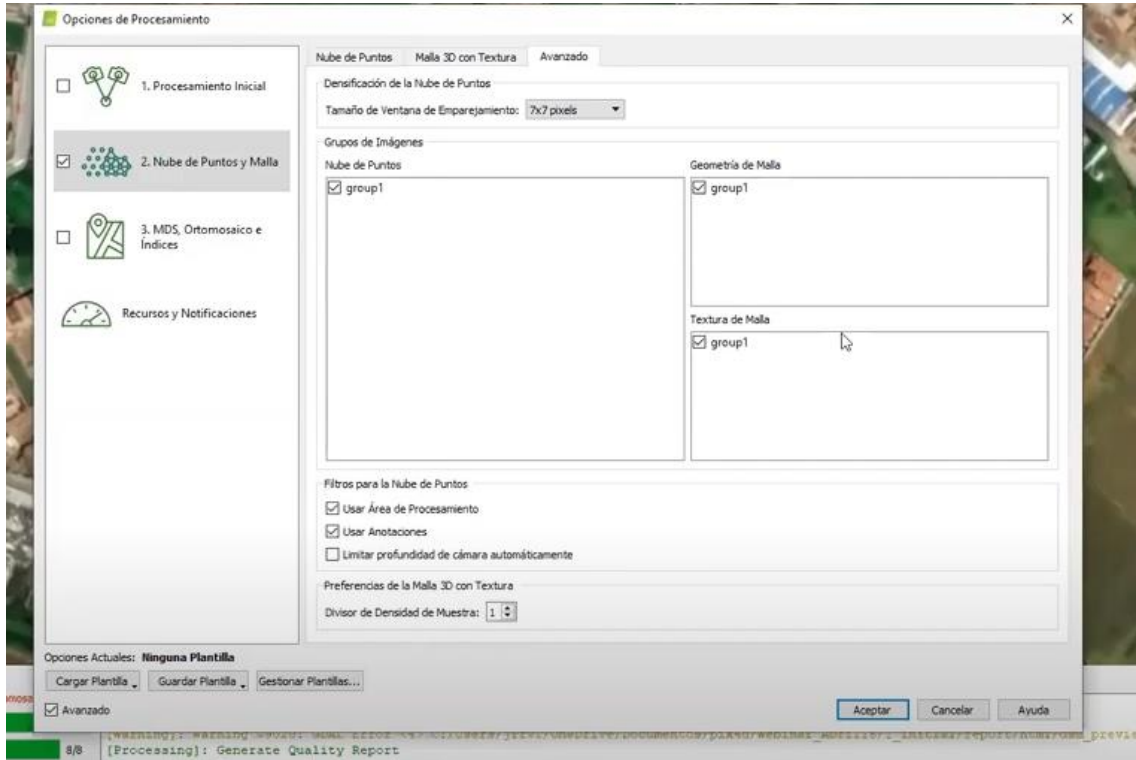 Opciones de Procesamiento
1. Procesamiento Inicial
2. Nube de Puntos y Malla
3. MDS, Ortomosaico e
Índices
Recursos y Notificaciones
Nube de Puntos Malla 3D con Textura Avanzado
Densificación de la Nube de Puntos
Tamaño de Ventana de Emparejamiento: 7x7 pixels
Grupos de Imágenes
Nube de Puntos
group1
Geometría de Malla
group1
Textura de Malla
group1
Filtros para la Nube de Puntos
Usar Área de Procesamiento
Usar Anotaciones
Limitar profundidad de cámara automáticamente
Preferencias de la Malla 3D con Textura
Divisor de Densidad de Muestra: 1
Opciones Actuales: Ninguna Plantilla
Cargar Plantilla Guardar Plantilla Gestionar Plantillas...
Avanzado
Aceptar Cancelar Ayuda
8/8 [Processing]: Generate Quality Report